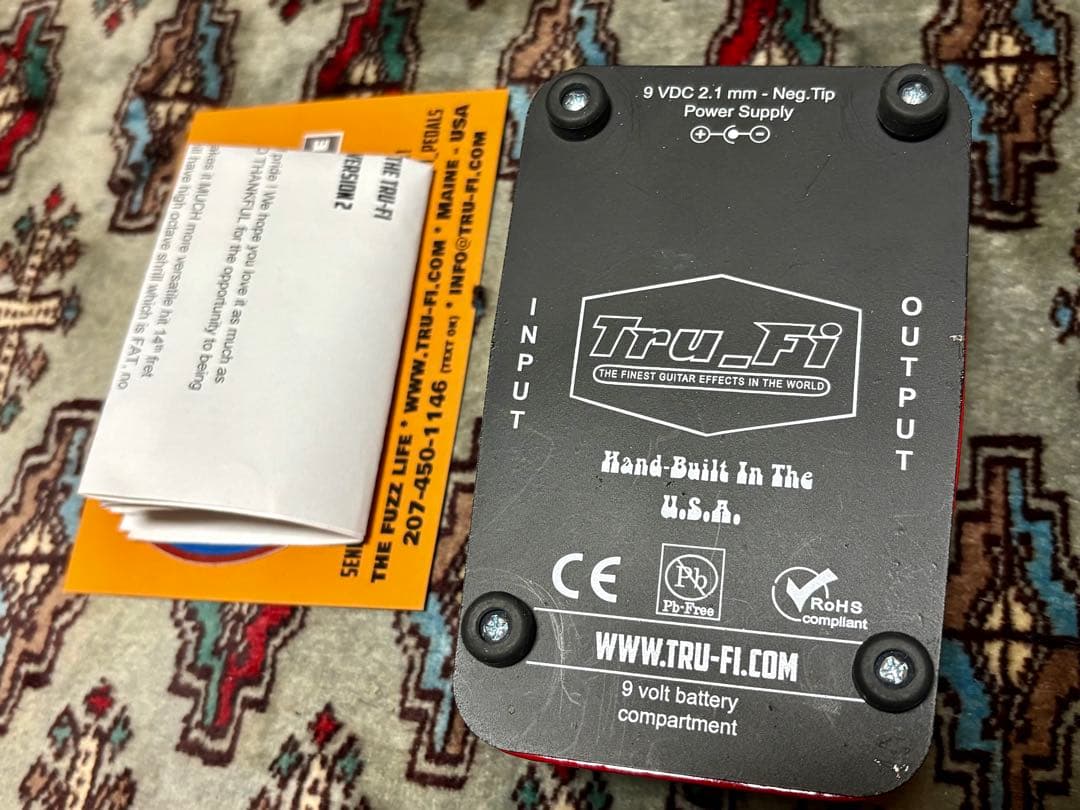 9 VDC 2.1 mm - Neg.Tip
Power Supply
INPUT
OUTPUT
Tru_Fi
THE FINEST GUITAR EFFECTS IN THE WORLD
Hand-Built In The
U.S.A.
CE
Pb
Pb-Free
RoHS
compliant
WWW.TRU-FI.COM
9 volt battery
compartment
THE TRU-FI
VERSION 2
pride ! We hope you love it as much as
THANKFUL for the opportunity to being
it MUCH more versatile hit 14th fret
have high octave shrill which is F.A.T, no
E
PEDALS
THE FUZZ LIFE * WWW.TRU-FI.COM * MAINE - USA
207-450-1146 (TEXT OK) * INFO@TRU-FI.COM